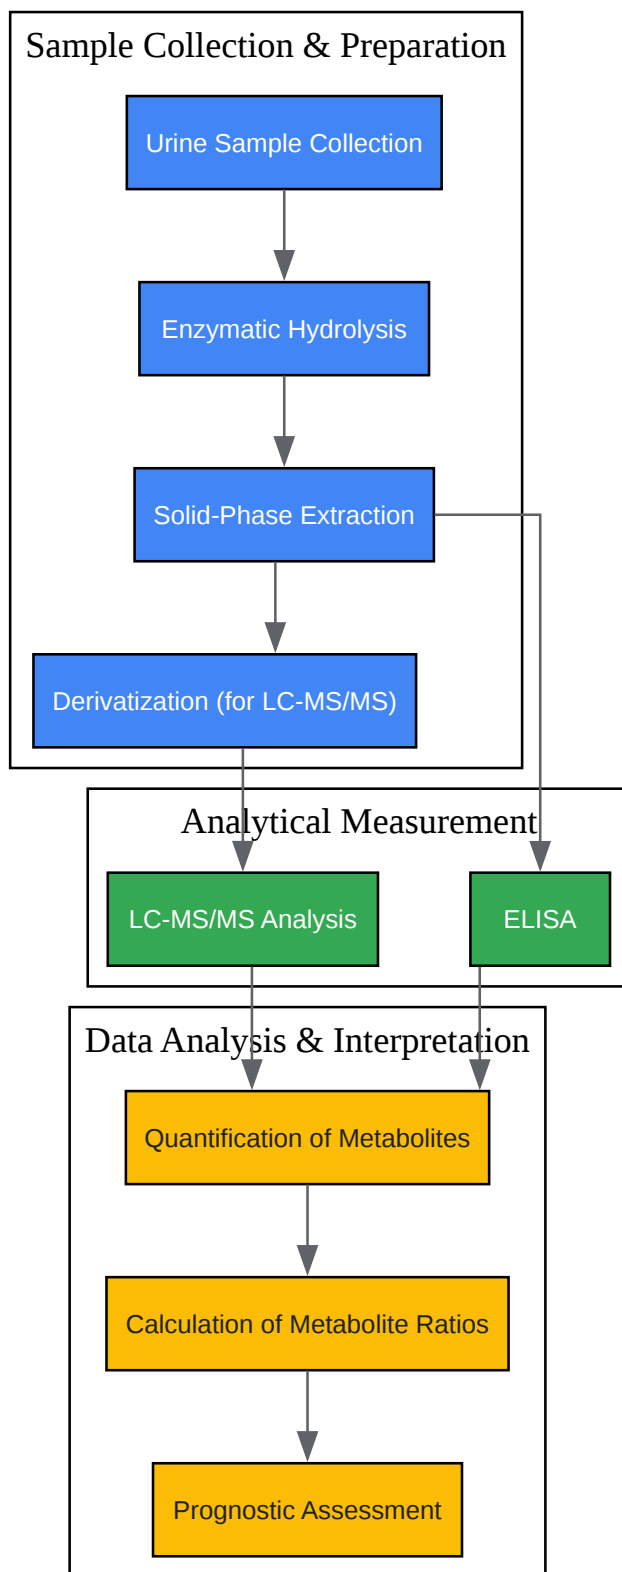 Sample Collection & Preparation
Urine Sample Collection
Enzymatic Hydrolysis
Solid-Phase Extraction
Derivatization (for LC-MS/MS)
Analytical Measurement
LC-MS/MS Analysis
ELISA
Data Analysis & Interpretation
Quantification of Metabolites
Calculation of Metabolite Ratios
Prognostic Assessment